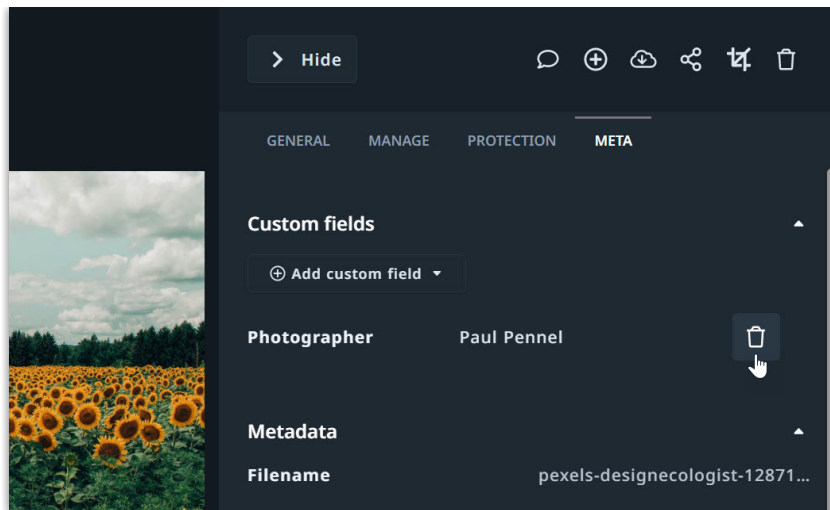 Hide
GENERAL MANAGE PROTECTION META
Custom fields
Add custom field
Photographer Paul Pennel
Metadata
Filename pexels-designecologist-12871...